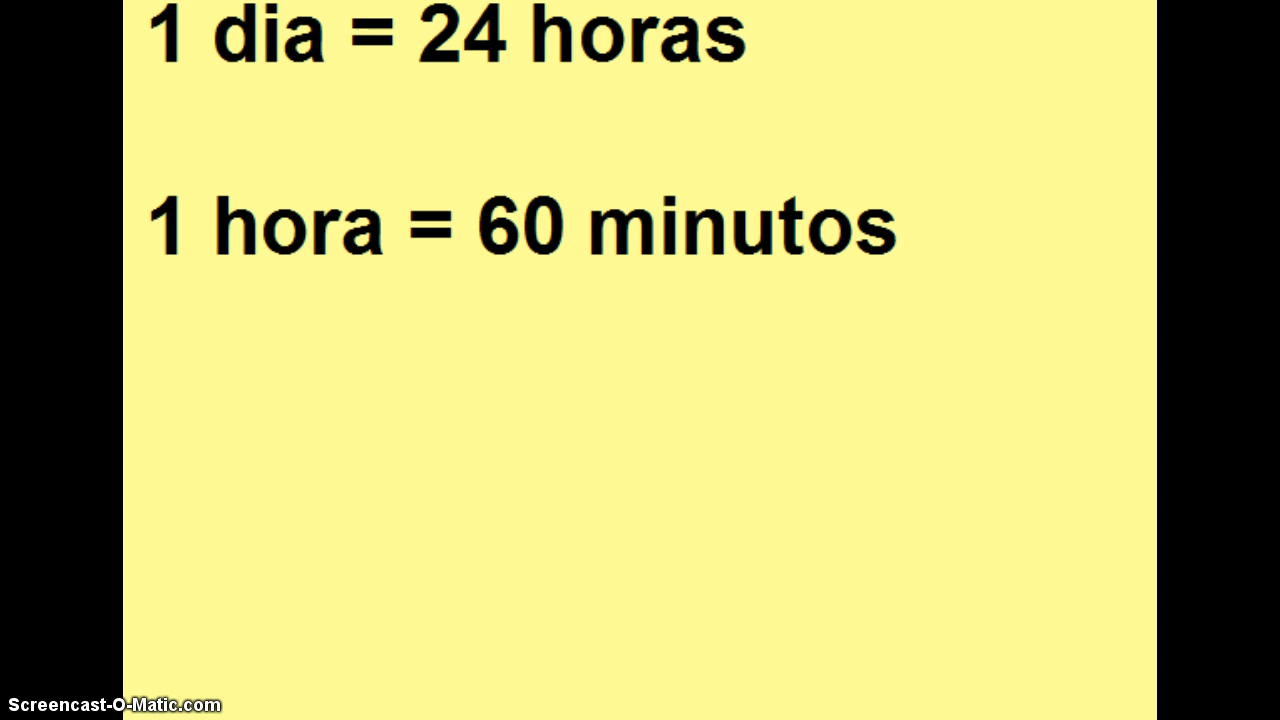 1 dia = 24 horas
1 hora = 60 minutos
Screencast-O-Matic.com